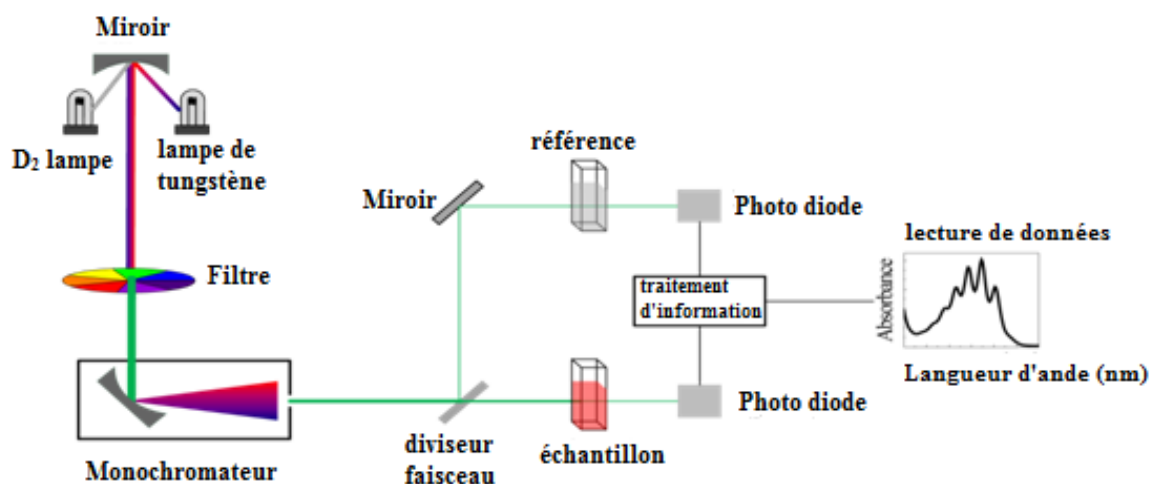 Miroir
D₂ lampe
lampe de
tungstène
Filtre
Monochromateur
Miroir
référence
Photo diode
traitement
d'information
diviseur
faisceau
échantillon
Photo diode
lecture de données
Absorbance
Langueur d'ande (nm)